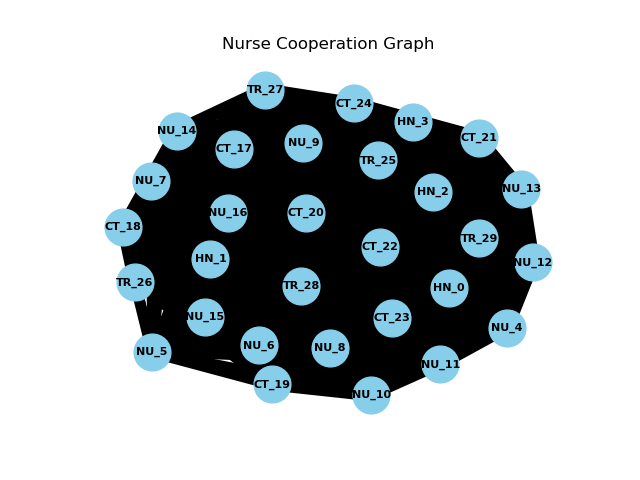 Nurse Cooperation Graph
TR_27
CT_24
HN_3
NU_14
CT_21
NU_9
CT_17
TR_25
NU_7
NU_13
HN_2
NU_16
CT_20
CT_18
TR_29
CT_22
HN_1
NU_12
TR_26
TR_28
HN_0
NU_15
CT_23
NU_4
NU_6
NU_8
NU_5
NU_11
CT_19
NU_10